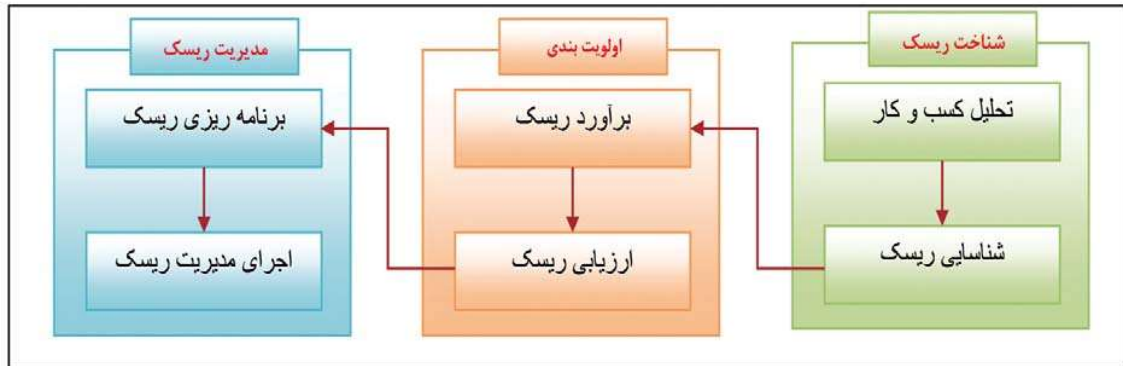 شناخت ریسک
تحلیل کسب و کار
شناسایی ریسک
اولویت بندی
برآورد ریسک
ارزیابی ریسک
مدیریت ریسک
برنامه ریزی ریسک
اجرای مدیریت ریسک